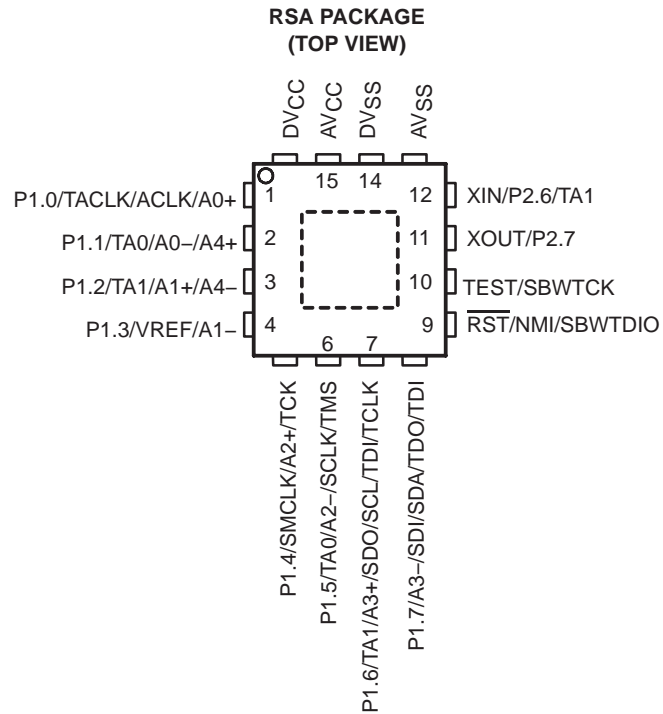 RSA PACKAGE
(TOP VIEW)
DVCC
AVCC
DVSS
AVSS
15 14
P1.0/TACLK/ACLK/A0+ 1 12 XIN/P2.6/TA1
P1.1/TA0/A0−/A4+ 2 11 XOUT/P2.7
P1.2/TA1/A1+/A4− 3 10 TEST/SBWTCK
P1.3/VREF/A1− 4 9 RST/NMI/SBWTDIO
6 7
P1.4/SMCLK/A2+/TCK
P1.5/TA0/A2−/SCLK/TMS
P1.6/TA1/A3+/SDO/SCL/TDI/TCLK
P1.7/A3−/SDI/SDA/TDO/TDI